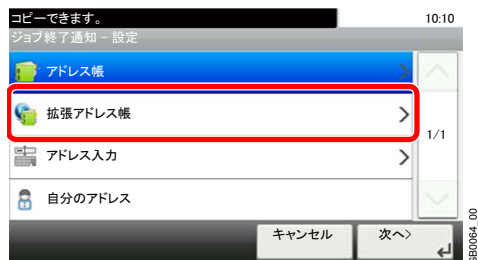 コピーできます。 10:10
ジョブ終了通知 - 設定
アドレス帳
拡張アドレス帳
1/1
アドレス入力
自分のアドレス
キャンセル 次へ>
GB0064_00